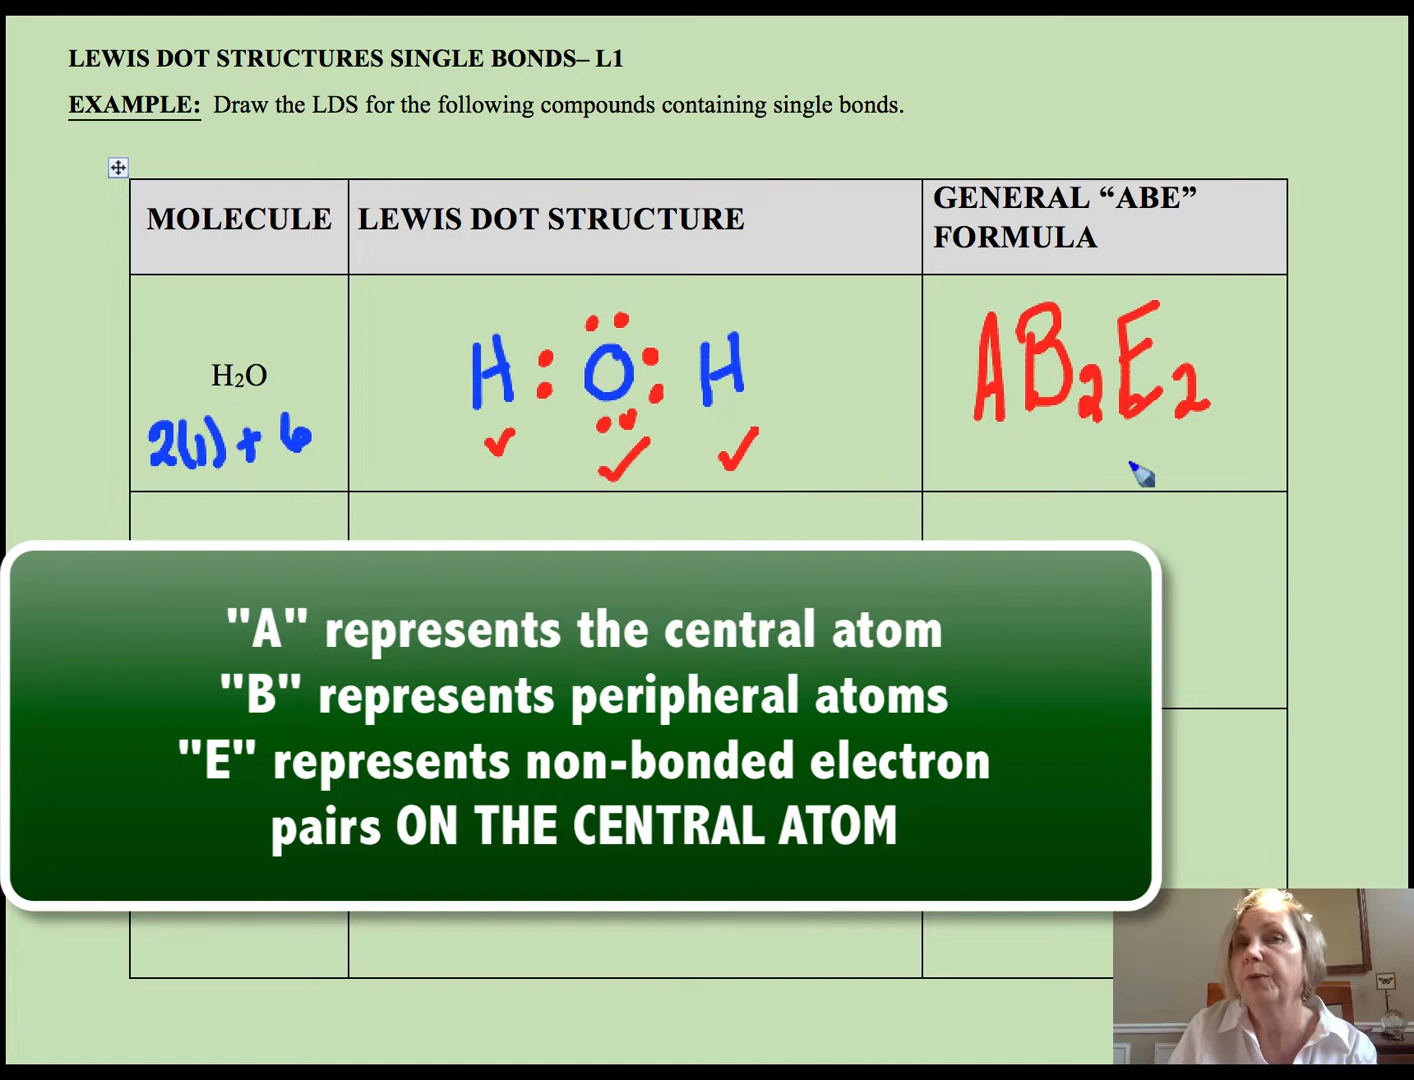 LEWIS DOT STRUCTURES SINGLE BONDS– L1
EXAMPLE: Draw the LDS for the following compounds containing single bonds.
MOLECULE
LEWIS DOT STRUCTURE
GENERAL “ABE”
FORMULA
H₂O
2(1) + 6
H : O : H
AB₂E₂
"A" represents the central atom
"B" represents peripheral atoms
"E" represents non-bonded electron
pairs ON THE CENTRAL ATOM